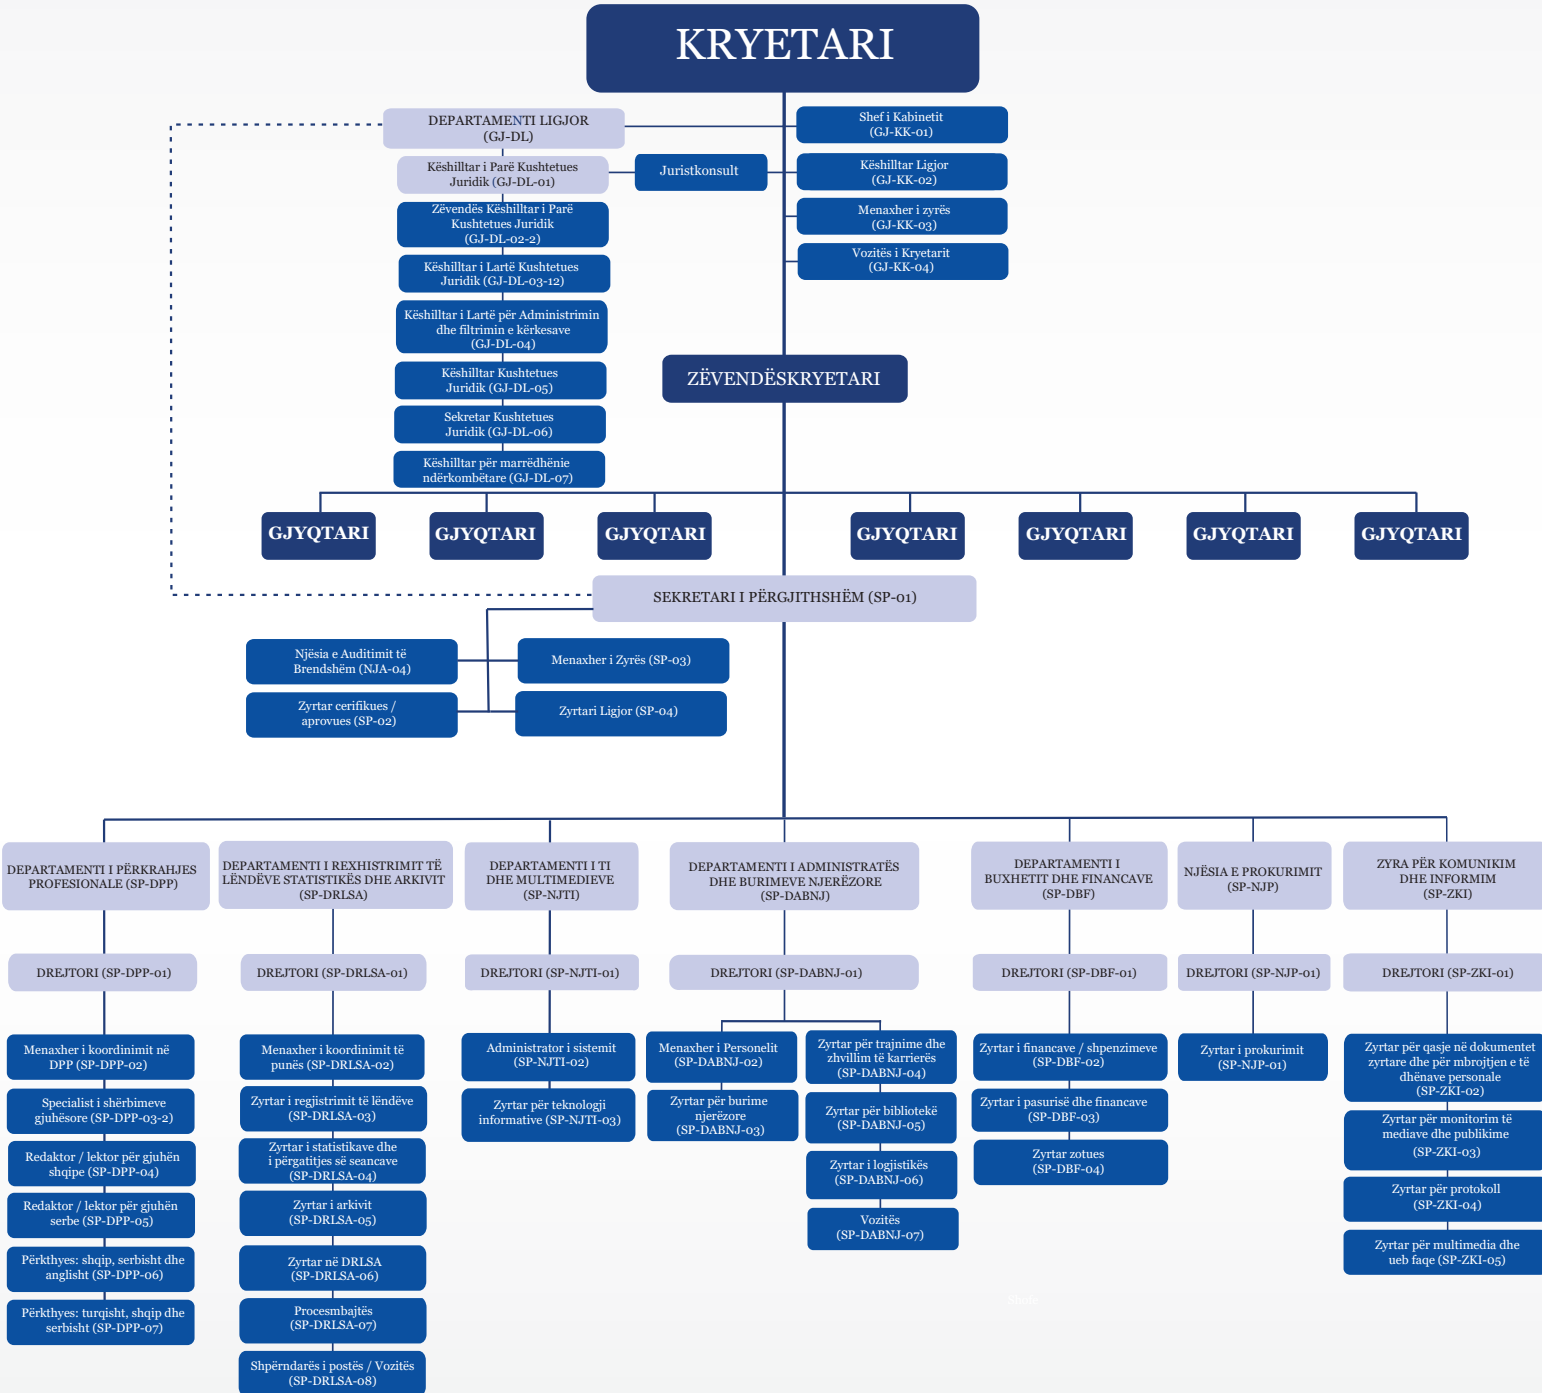 KRYETARI
DEPARTAMENTI LIGJOR
(GJ-DL)
Këshilltar i Parë Kushtetues
Juridik (GJ-DL-01)
Juristkonsult
Shef i Kabinetit
(GJ-KK-01)
Këshilltar Ligjor
(GJ-KK-02)
Menaxher i zyrës
(GJ-KK-03)
Vozitës i Kryetarit
(GJ-KK-04)
Zëvendës Këshilltar i Parë
Kushtetues Juridik
(GJ-DL-02-2)
Këshilltar i Lartë Kushtetues
Juridik (GJ-DL-03-12)
Këshilltar i Lartë për Administrimin
dhe filtrimin e kërkesave
(GJ-DL-04)
Këshilltar Kushtetues
Juridik (GJ-DL-05)
Sekretar Kushtetues
Juridik (GJ-DL-06)
Këshilltar për marrëdhënie
ndërkombëtare (GJ-DL-07)
ZËVENDËSKRYETARI
GJYQTARI
GJYQTARI
GJYQTARI
GJYQTARI
GJYQTARI
GJYQTARI
GJYQTARI
SEKRETARI I PËRGJITHSHËM (SP-01)
Njësia e Auditimit të
Brendshëm (NJA-04)
Menaxher i Zyrës (SP-03)
Zyrtar cerifikues /
aprovues (SP-02)
Zyrtari Ligjor (SP-04)
DEPARTAMENTI I PËRKRAHJES
PROFESIONALE (SP-DPP)
DREJTORI (SP-DPP-01)
Menaxher i koordinimit në
DPP (SP-DPP-02)
Specialist i shërbimeve
gjuhësore (SP-DPP-03-2)
Redaktor / lektor për gjuhën
shqipe (SP-DPP-04)
Redaktor / lektor për gjuhën
serbe (SP-DPP-05)
Përkthyes: shqip, serbisht dhe
anglisht (SP-DPP-06)
Përkthyes: turqisht, shqip dhe
serbisht (SP-DPP-07)
DEPARTAMENTI I REXHISTRIMIT TË
LËNDËVE STATISTIKËS DHE ARKIVIT
(SP-DRLSA)
DREJTORI (SP-DRLSA-01)
Menaxher i koordinimit të
punës (SP-DRLSA-02)
Zyrtar i regjistrimit të lëndëve
(SP-DRLSA-03)
Zyrtar i statistikave dhe
i përgatitjes së seancave
(SP-DRLSA-04)
Zyrtar i arkivit
(SP-DRLSA-05)
Zyrtar në DRLSA
(SP-DRLSA-06)
Procesmbajtës
(SP-DRLSA-07)
Shpërndarës i postës / Vozitës
(SP-DRLSA-08)
DEPARTAMENTI I TI
DHE MULTIMEDIEVE
(SP-NJTI)
DREJTORI (SP-NJTI-01)
Administrator i sistemit
(SP-NJTI-02)
Zyrtar për teknologji
informative (SP-NJTI-03)
DEPARTAMENTI I ADMINISTRATËS
DHE BURIMEVE NJERËZORE
(SP-DABNJ)
DREJTORI (SP-DABNJ-01)
Menaxher i Personelit
(SP-DABNJ-02)
Zyrtar për burime
njerëzore
(SP-DABNJ-03)
Zyrtar për trajnime dhe
zhvillim të karrierës
(SP-DABNJ-04)
Zyrtar për bibliotekë
(SP-DABNJ-05)
Zyrtar i logjistikës
(SP-DABNJ-06)
Vozitës
(SP-DABNJ-07)
DEPARTAMENTI I
BUXHETIT DHE FINANCAVE
(SP-DBF)
DREJTORI (SP-DBF-01)
Zyrtar i financave / shpenzimeve
(SP-DBF-02)
Zyrtar i pasurisë dhe financave
(SP-DBF-03)
Zyrtar zotues
(SP-DBF-04)
NJËSIA E PROKURIMIT
(SP-NJP)
DREJTORI (SP-NJP-01)
Zyrtar i prokurimit
(SP-NJP-01)
ZYRA PËR KOMUNIKIM
DHE INFORMIM
(SP-ZKI)
DREJTORI (SP-ZKI-01)
Zyrtar për qasje në dokumentet
zyrtare dhe për mbrojtjen e të
dhënave personale
(SP-ZKI-02)
Zyrtar për monitorim të
mediave dhe publikime
(SP-ZKI-03)
Zyrtar për protokoll
(SP-ZKI-04)
Zyrtar për multimedia dhe
ueb faqe (SP-ZKI-05)